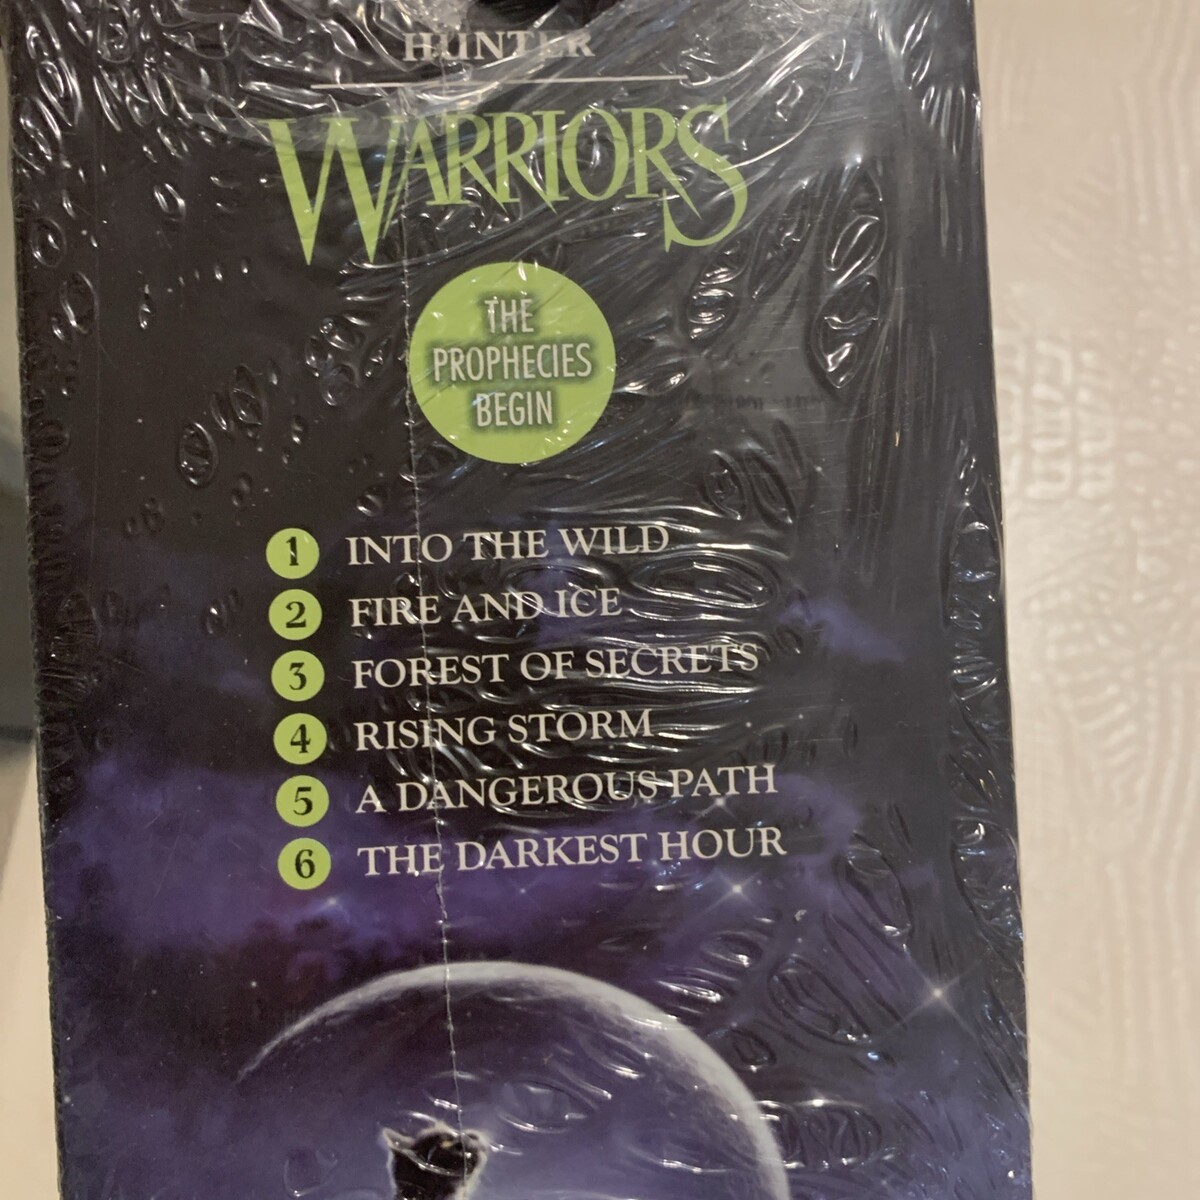 HUNTER
WARRIORS
THE
PROPHECIES
BEGIN
1 INTO THE WILD
2 FIRE AND ICE
3 FOREST OF SECRETS
4 RISING STORM
5 A DANGEROUS PATH
6 THE DARKEST HOUR